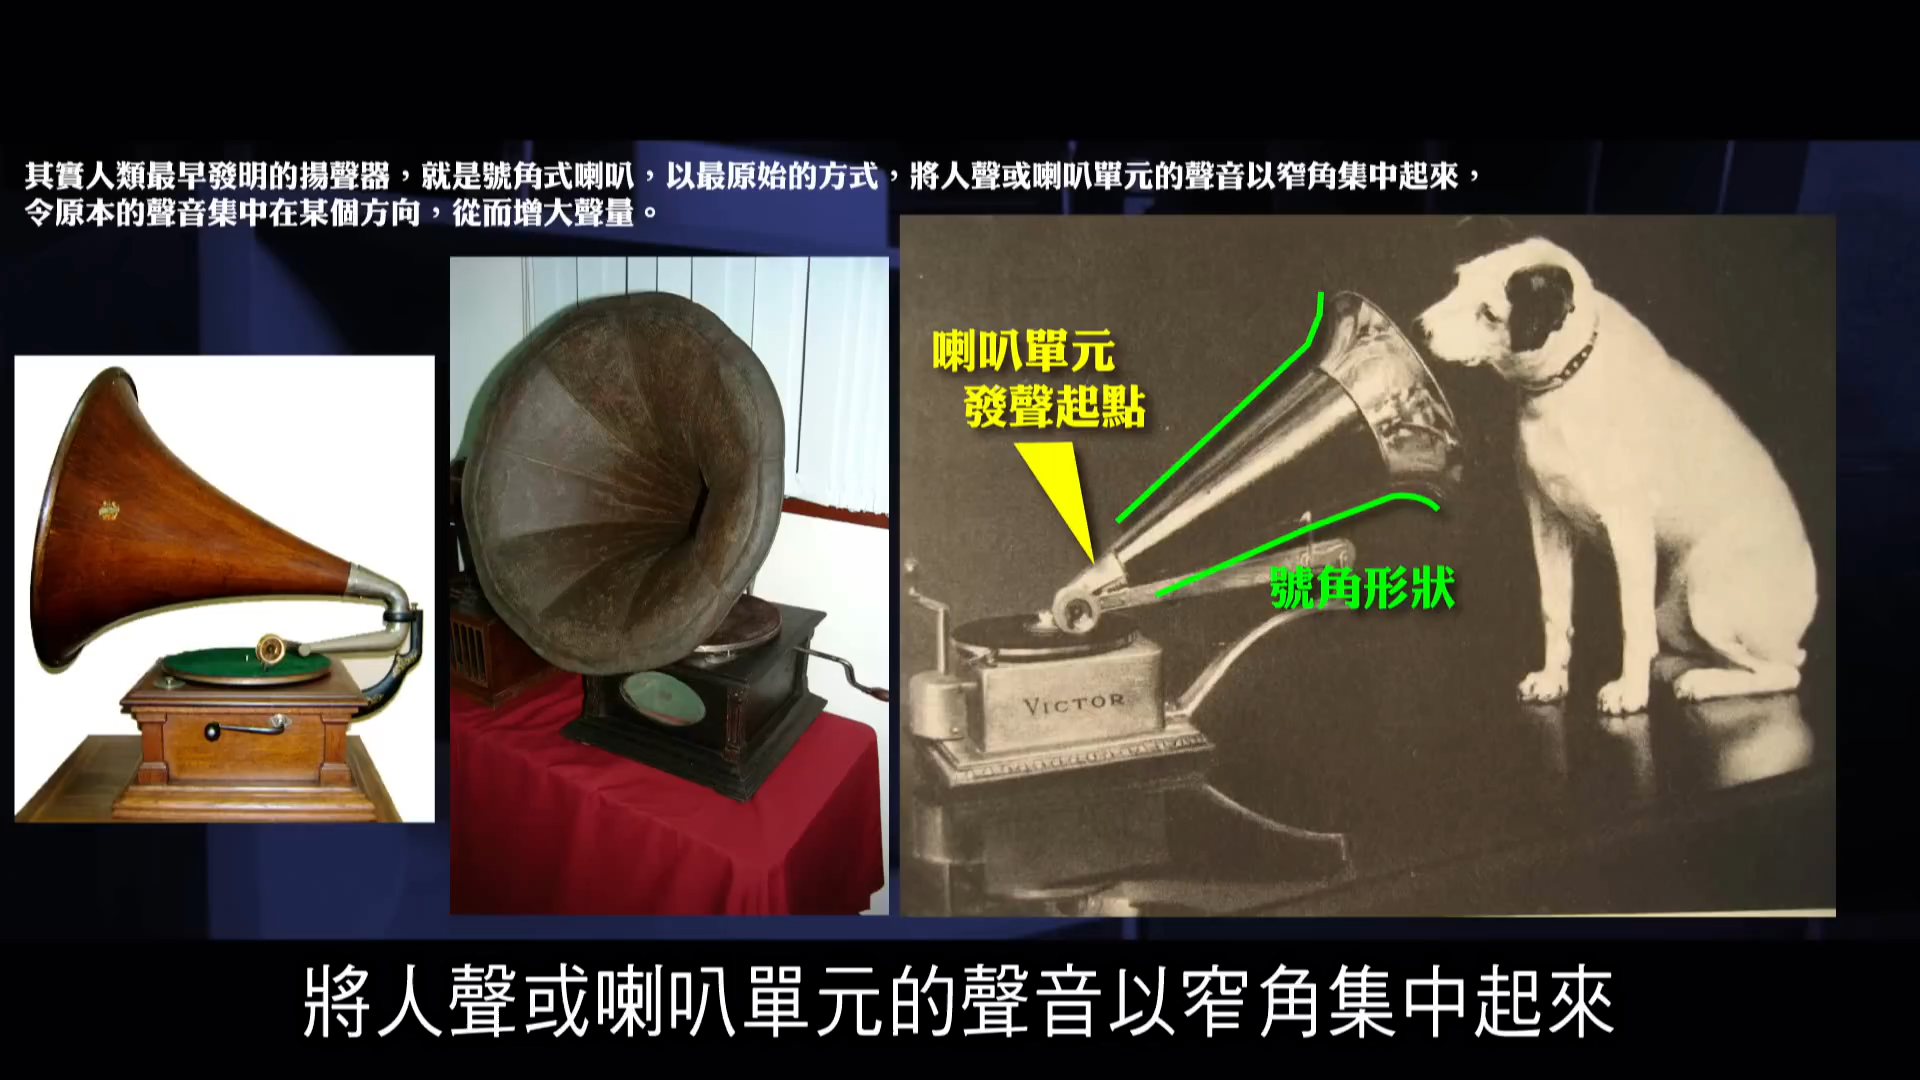 其實人類最早發明的揚聲器，就是號角式喇叭，以最原始的方式，將人聲或喇叭單元的聲音以窄角集中起來，
令原本的聲音集中在某個方向，從而增大聲量。
喇叭單元
發聲起點
號角形狀
VICTOR
將人聲或喇叭單元的聲音以窄角集中起來